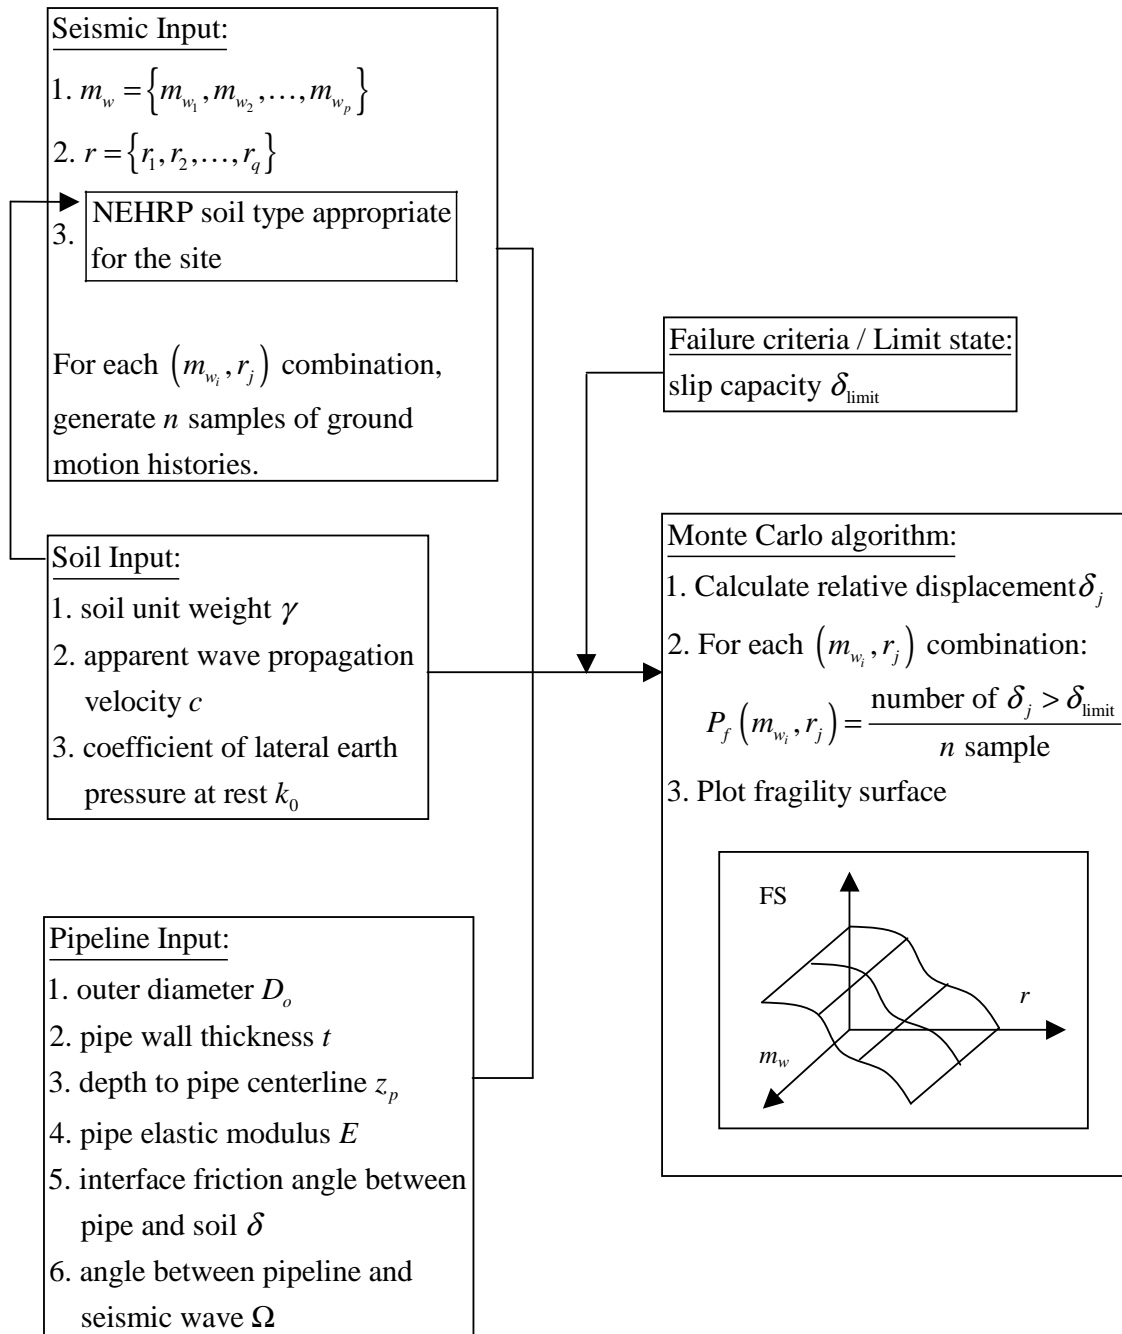 Seismic Input:
1. m_w = {m_{w_1}, m_{w_2}, ..., m_{w_p}}
2. r = {r_1, r_2, ..., r_q}
3. NEHRP soil type appropriate
for the site
For each (m_{w_i}, r_j) combination,
generate n samples of ground
motion histories.
Soil Input:
1. soil unit weight γ
2. apparent wave propagation
velocity c
3. coefficient of lateral earth
pressure at rest k_0
Pipeline Input:
1. outer diameter D_o
2. pipe wall thickness t
3. depth to pipe centerline z_p
4. pipe elastic modulus E
5. interface friction angle between
pipe and soil δ
6. angle between pipeline and
seismic wave Ω
Failure criteria / Limit state:
slip capacity δ_limit
Monte Carlo algorithm:
1. Calculate relative displacement δ_j
2. For each (m_{w_i}, r_j) combination:
P_f (m_{w_i}, r_j) = number of δ_j > δ_limit / n sample
3. Plot fragility surface
FS
r
m_w